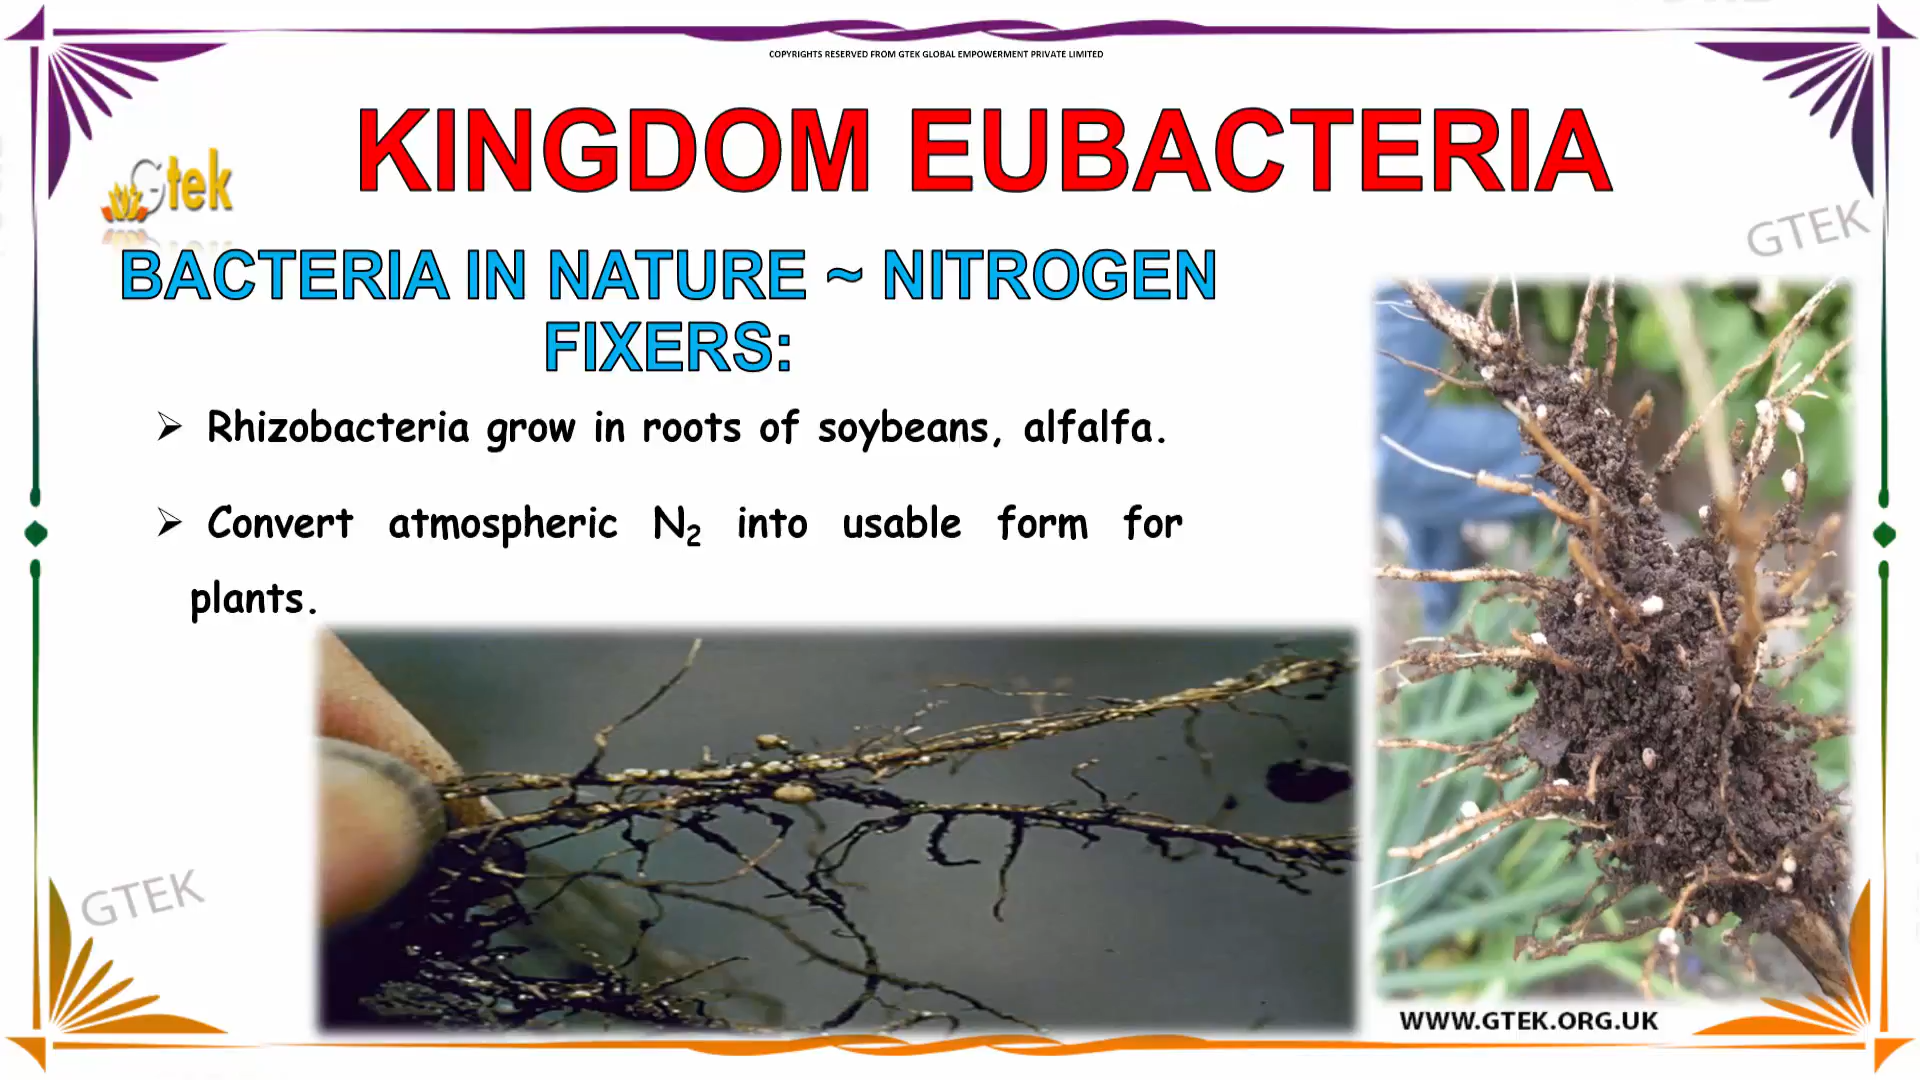 COPYRIGHTS RESERVED FROM GTEK GLOBAL EMPOWERMENT PRIVATE LIMITED
KINGDOM EUBACTERIA
Gtek
GTEK
BACTERIA IN NATURE ~ NITROGEN
FIXERS:
➢ Rhizobacteria grow in roots of soybeans, alfalfa.
➢ Convert atmospheric N₂ into usable form for
plants.
GTEK
WWW.GTEK.ORG.UK